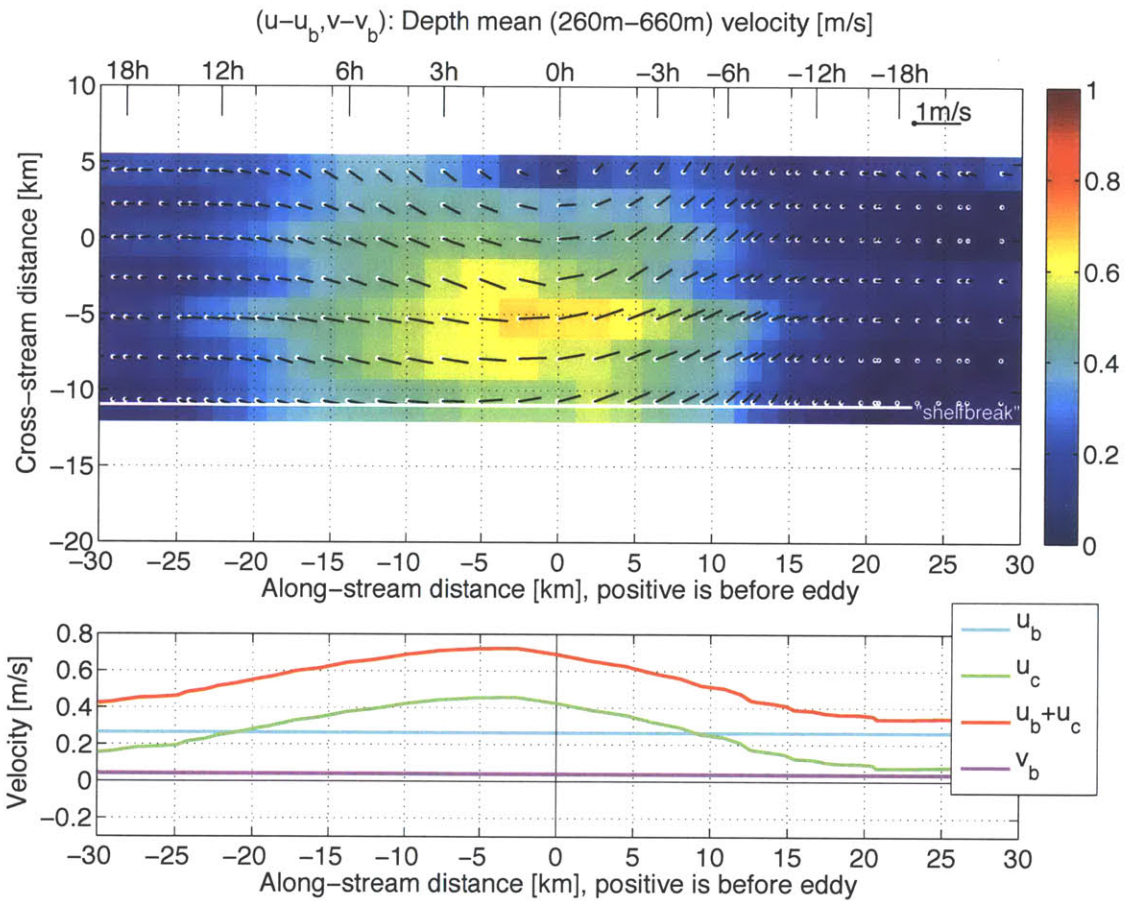 (u−u_b,v−v_b): Depth mean (260m−660m) velocity [m/s]
18h 12h 6h 3h 0h −3h −6h −12h −18h
10
5
0
−5
−10
−15
−20
Cross−stream distance [km]
1m/s
"shelfbreak"
1
0.8
0.6
0.4
0.2
0
−30 −25 −20 −15 −10 −5 0 5 10 15 20 25 30
Along−stream distance [km], positive is before eddy
0.8
0.6
0.4
0.2
0
−0.2
Velocity [m/s]
u_b
u_c
u_b+u_c
v_b
−30 −25 −20 −15 −10 −5 0 5 10 15 20 25 30
Along−stream distance [km], positive is before eddy